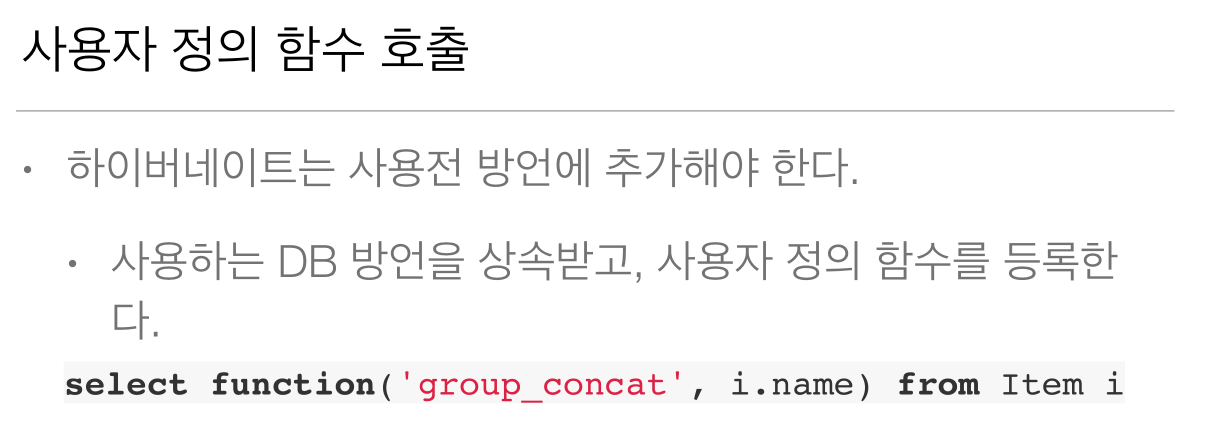 사용자 정의 함수 호출
• 하이버네이트는 사용전 방언에 추가해야 한다.
• 사용하는 DB 방언을 상속받고, 사용자 정의 함수를 등록한
다.
select function('group_concat', i.name) from Item i